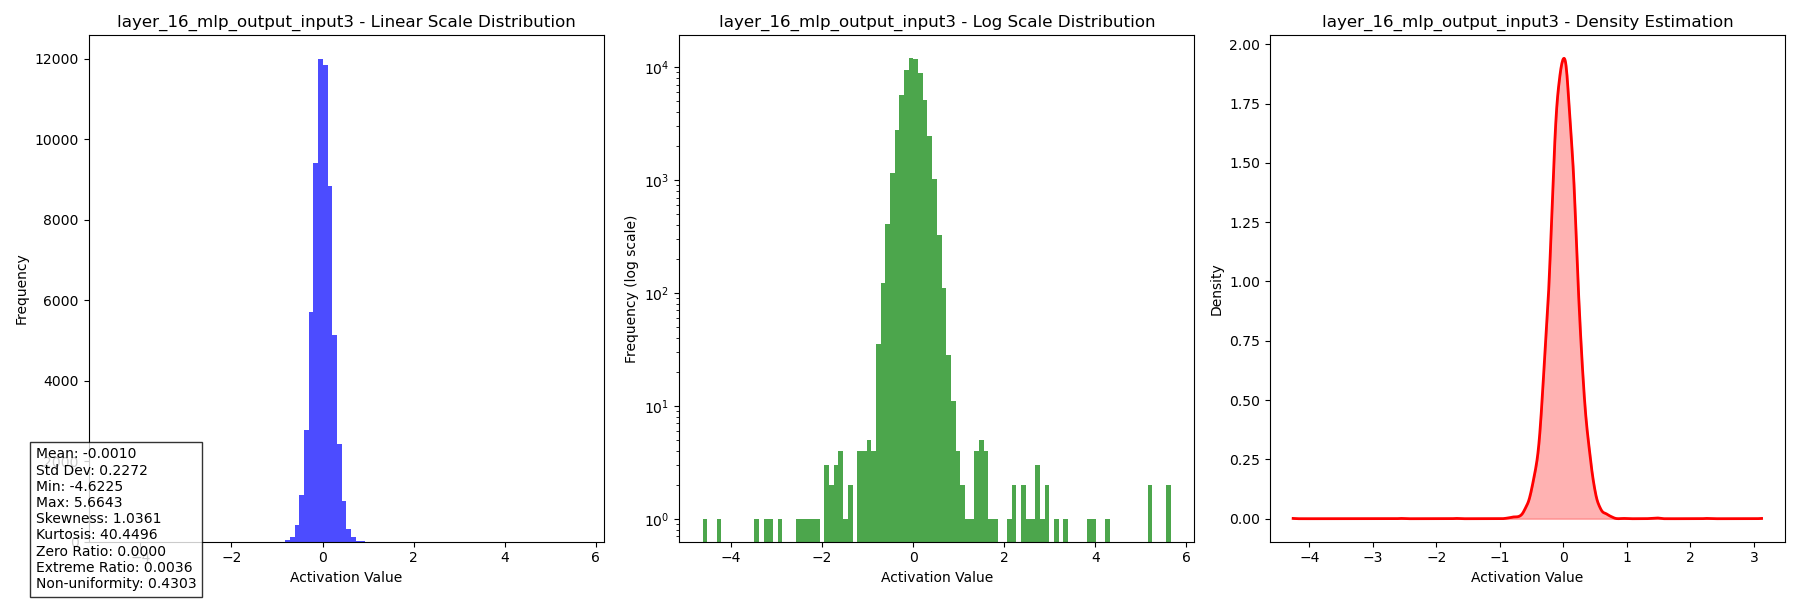 layer_16_mlp_output_input3 - Linear Scale Distribution
12000
10000
8000
6000
4000
2000
0
Frequency
−4
−2
0
2
4
6
Activation Value
Mean: -0.0010
Std Dev: 0.2272
Min: -4.6225
Max: 5.6643
Skewness: 1.0361
Kurtosis: 40.4496
Zero Ratio: 0.0000
Extreme Ratio: 0.0036
Non-uniformity: 0.4303
layer_16_mlp_output_input3 - Log Scale Distribution
10⁴
10³
10²
10¹
10⁰
Frequency (log scale)
−4
−2
0
2
4
6
Activation Value
layer_16_mlp_output_input3 - Density Estimation
2.00
1.75
1.50
1.25
1.00
0.75
0.50
0.25
0.00
Density
−4
−3
−2
−1
0
1
2
3
Activation Value